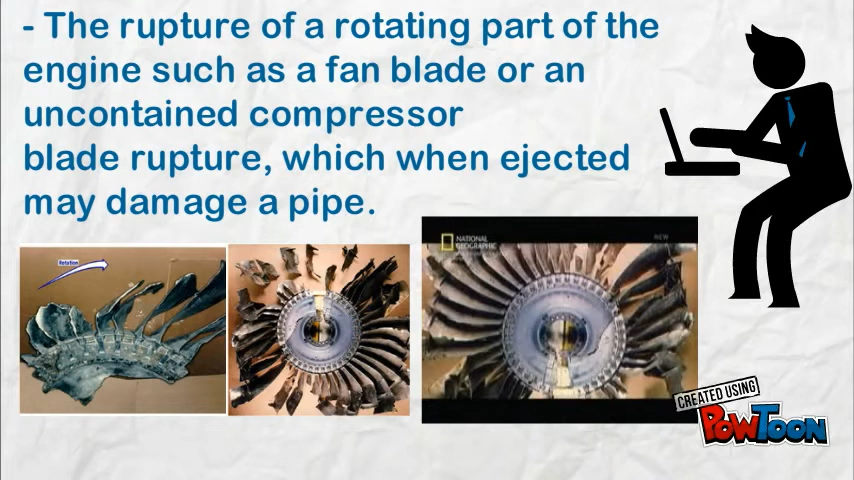 - The rupture of a rotating part of the
engine such as a fan blade or an
uncontained compressor
blade rupture, which when ejected
may damage a pipe.
Rotation
NATIONAL
GEOGRAPHIC
NEW
CREATED USING
POWTOON